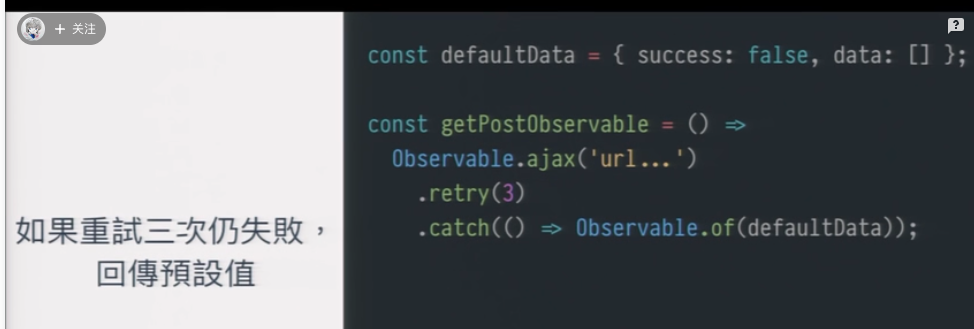 + 关注
如果重試三次仍失敗，
回傳預設值
const defaultData = { success: false, data: [] };
const getPostObservable = () =>
Observable.ajax('url...')
.retry(3)
.catch(() => Observable.of(defaultData));